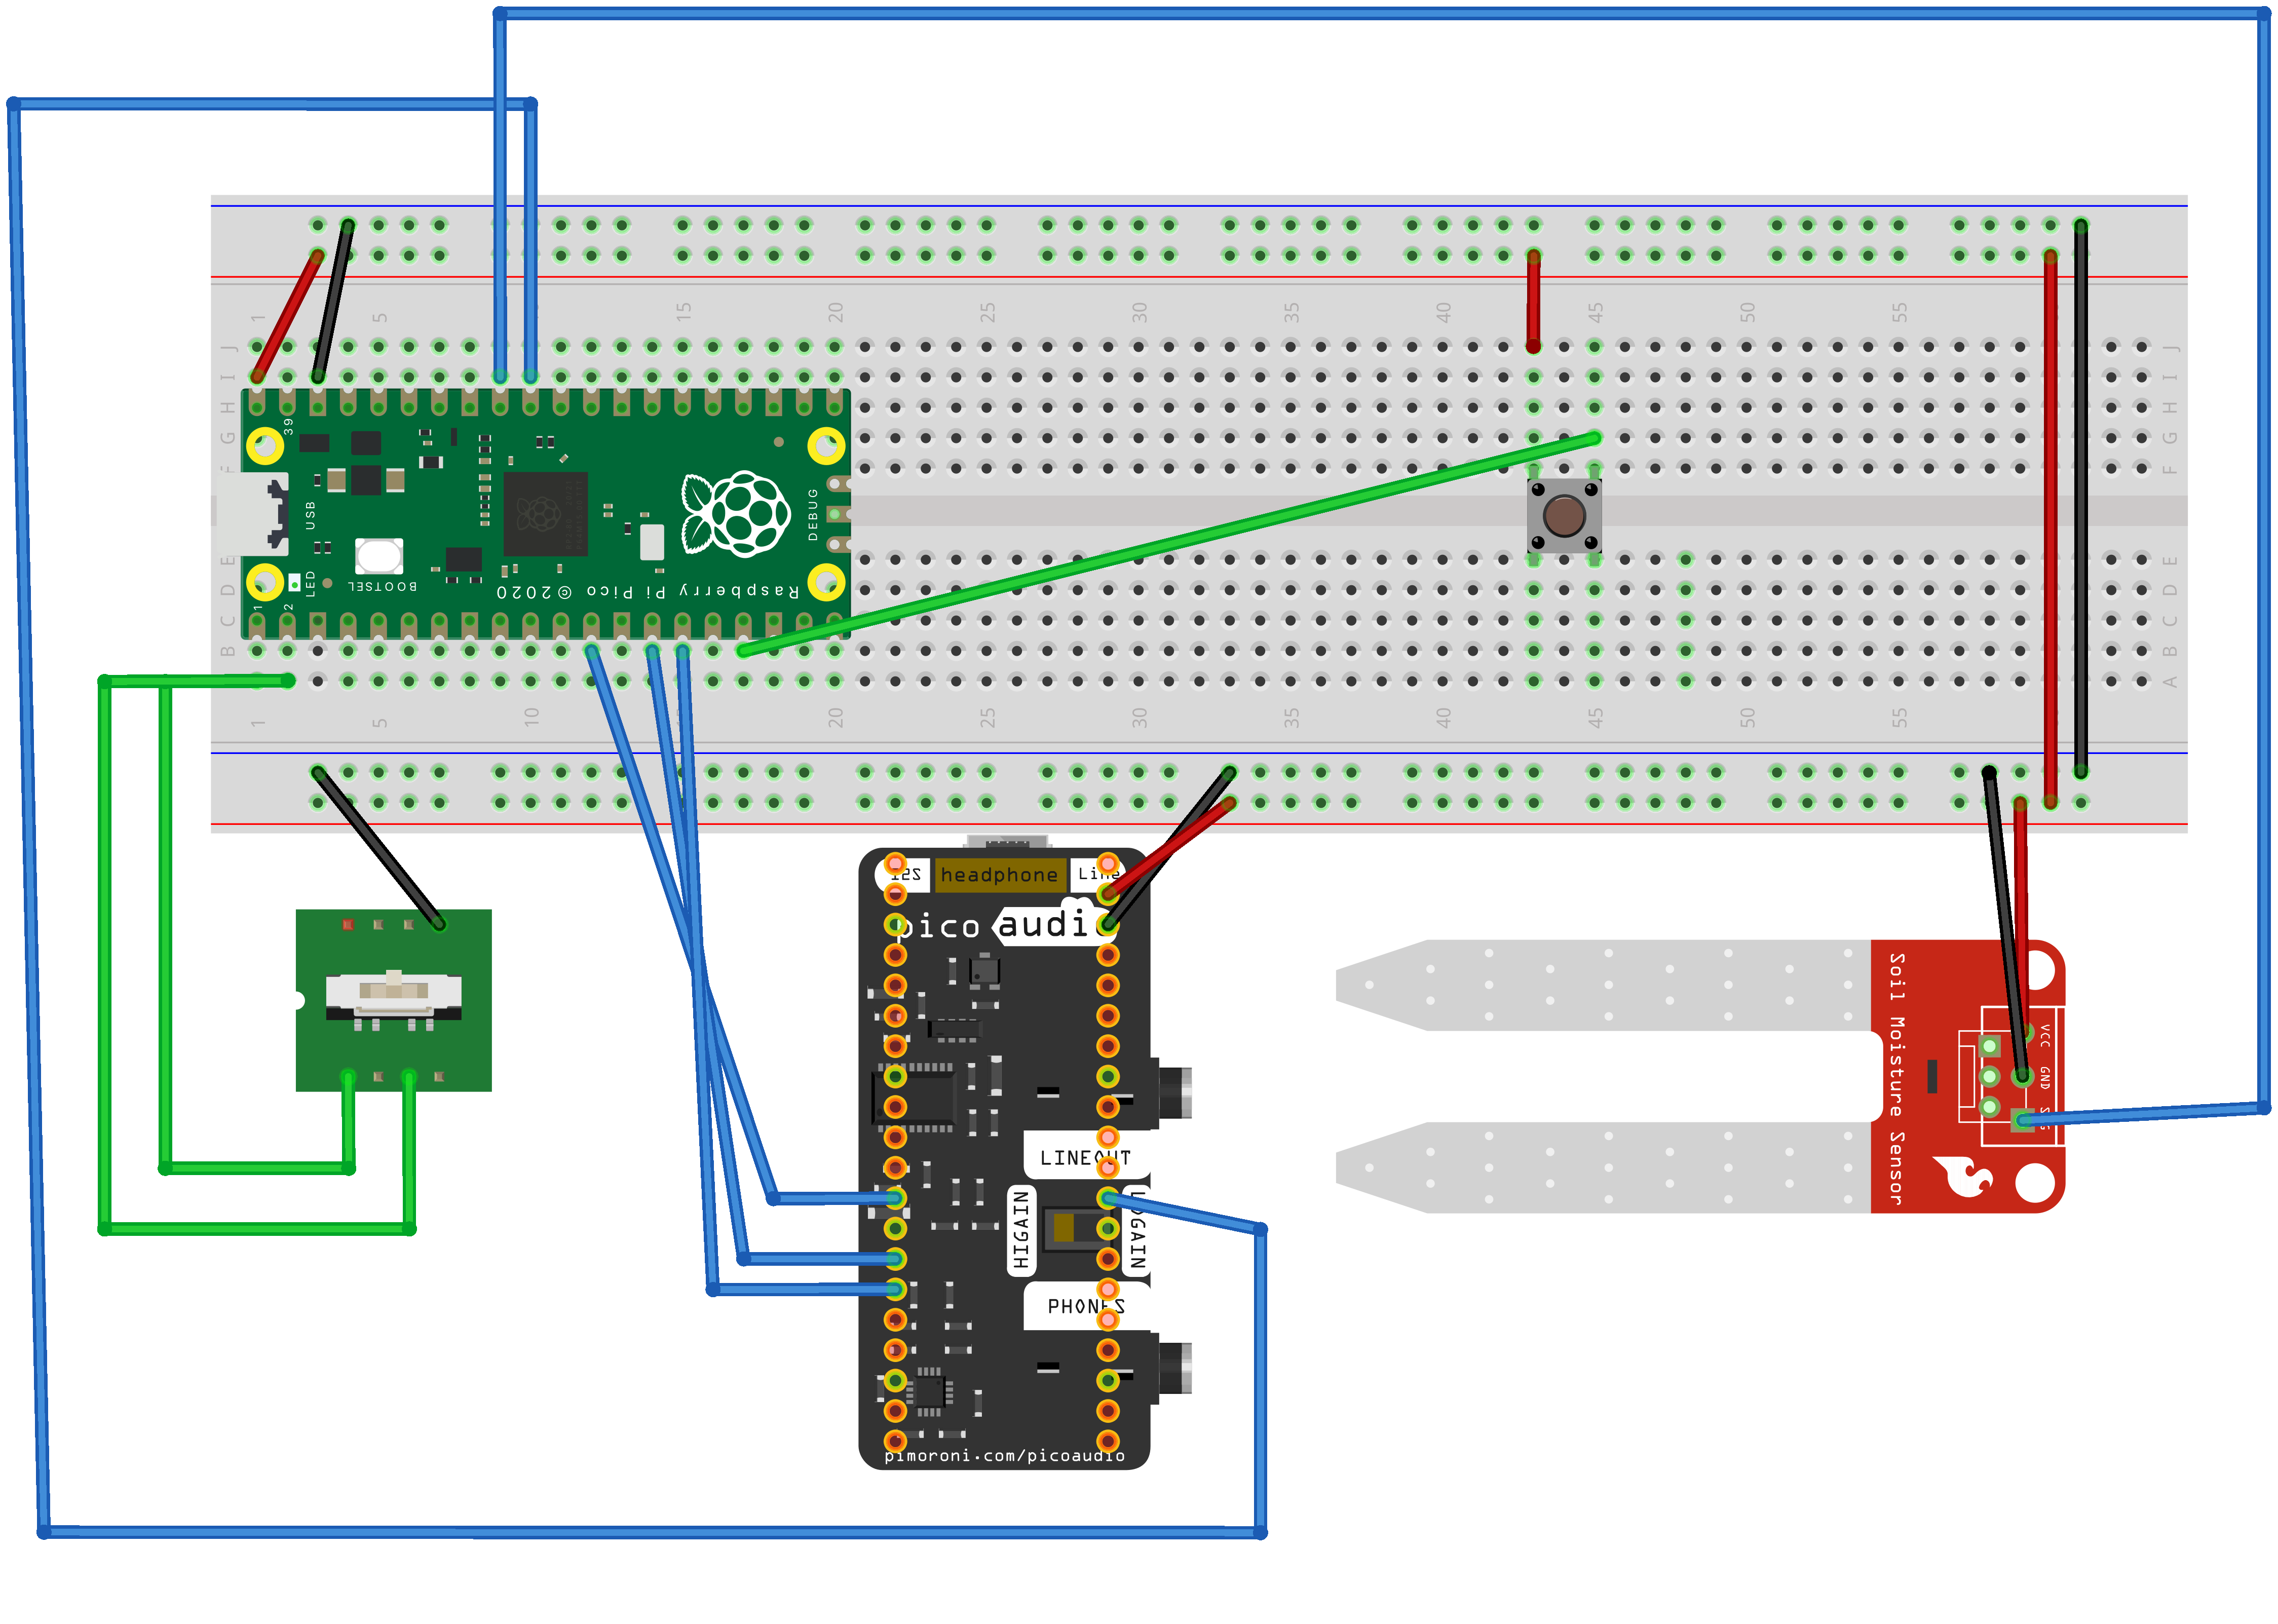 1 5 10 15 20 25 30 35 40 45 50 55
J
I
H
G
F
J
I
H
G
F
39
USB
DEBUG
LED
BOOTSEL
Raspberry Pi Pico © 2020
1
2
E
D
C
B
E
D
C
B
A
1 5 10 20 25 30 35 40 45 50 55
I2S
headphone
Line
pico audio
LINEOUT
HIGAIN
LOGAIN
PHONES
pimoroni.com/picoaudio
Soil Moisture Sensor
VCC
GND
SIG